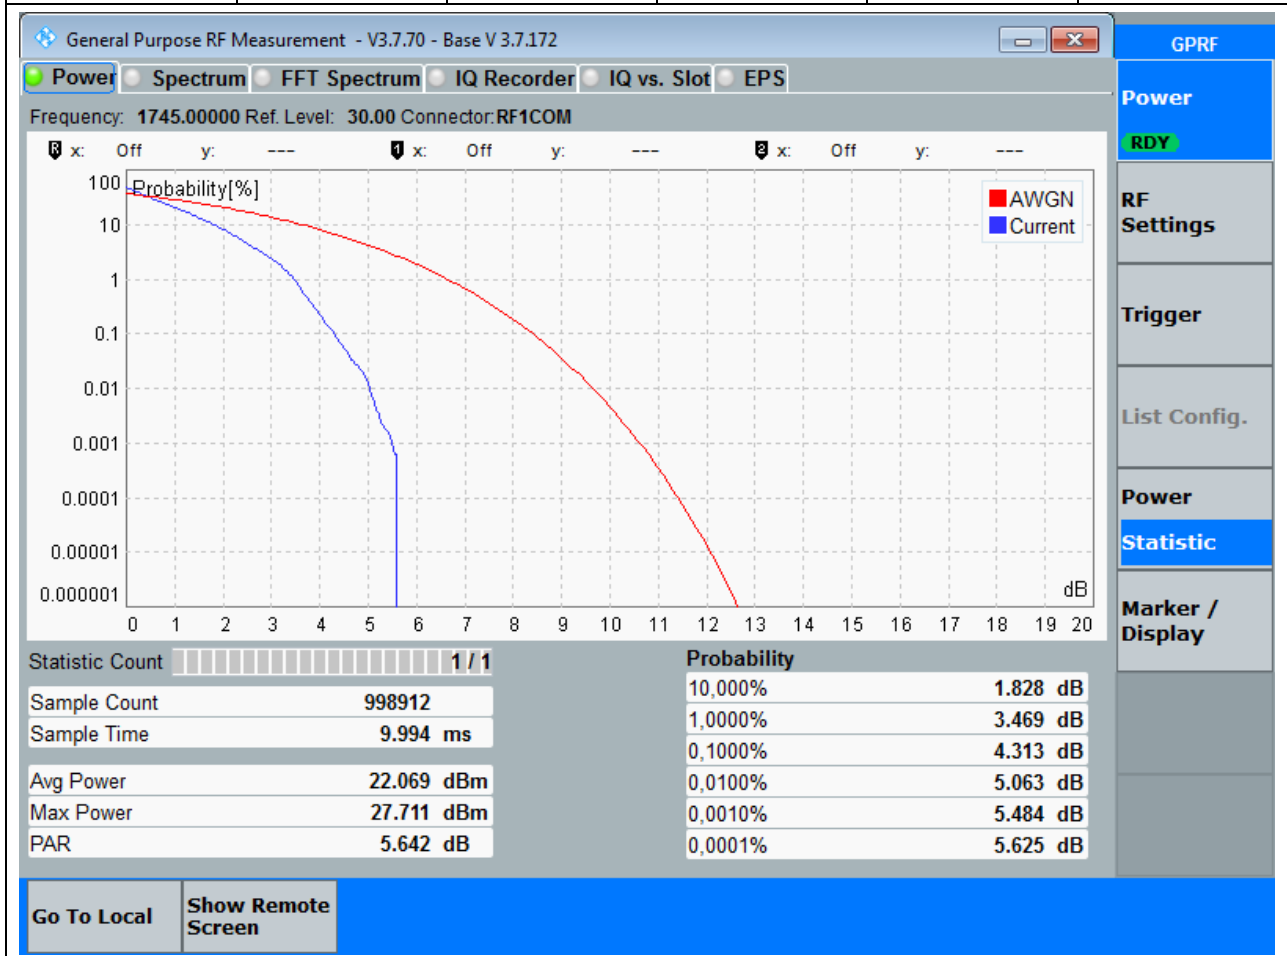 General Purpose RF Measurement - V3.7.70 - Base V 3.7.172
GPRF
Power Spectrum FFT Spectrum IQ Recorder IQ vs. Slot EPS
Frequency: 1745.00000 Ref. Level: 30.00 Connector: RF1COM
R x: Off y: --- 1 x: Off y: --- 2 x: Off y: ---
Probability[%]
100
10
1
0.1
0.01
0.001
0.0001
0.00001
0.000001
AWGN
Current
dB
0 1 2 3 4 5 6 7 8 9 10 11 12 13 14 15 16 17 18 19 20
Statistic Count 1 / 1
Sample Count 998912
Sample Time 9.994 ms
Avg Power 22.069 dBm
Max Power 27.711 dBm
PAR 5.642 dB
Probability
10,000% 1.828 dB
1,0000% 3.469 dB
0,1000% 4.313 dB
0,0100% 5.063 dB
0,0010% 5.484 dB
0,0001% 5.625 dB
Power
RDY
RF
Settings
Trigger
List Config.
Power
Statistic
Marker /
Display
Go To Local
Show Remote
Screen